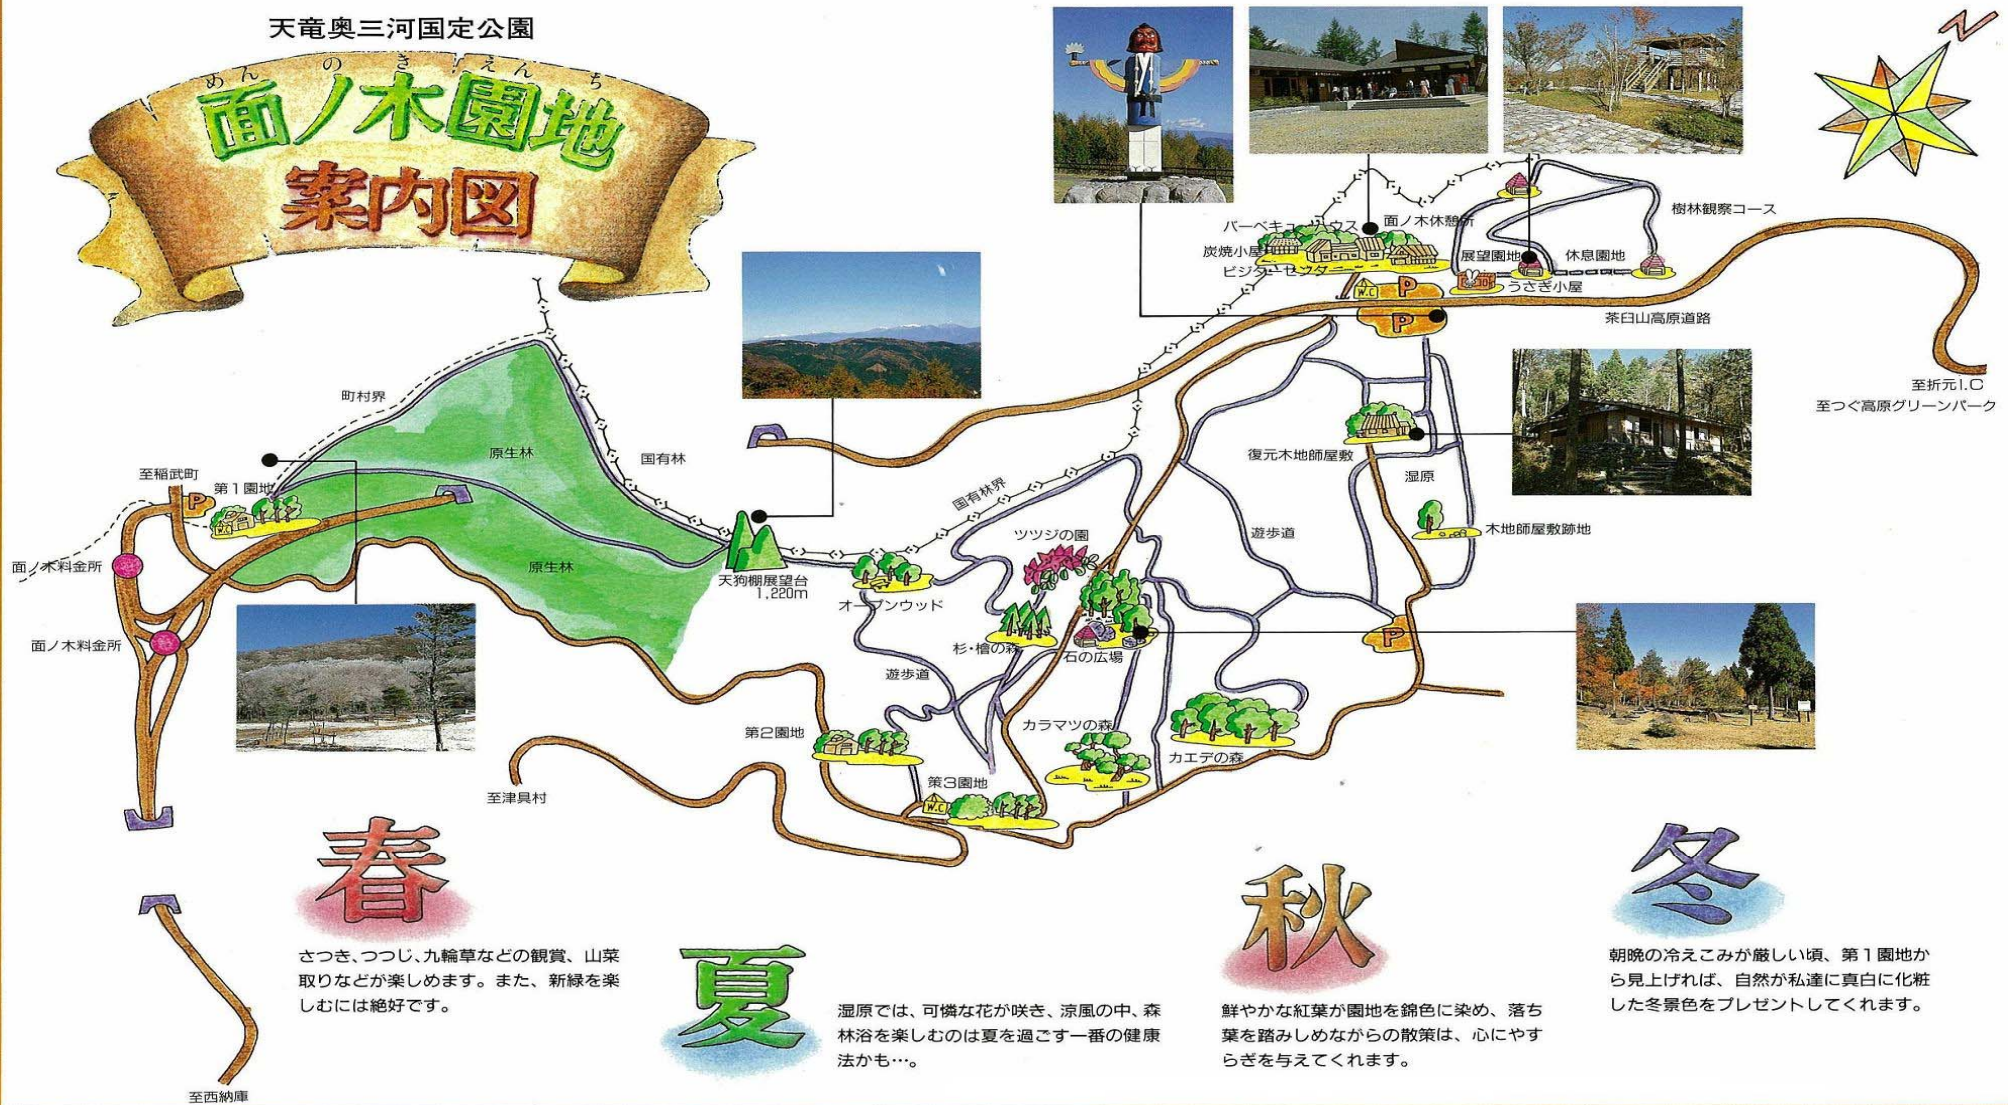 天竜奥三河国定公園
めんのきえんち
面ノ木園地
案内図
N
バーベキューハウス
面ノ木休憩所
炭焼小屋
ビジターセンター
樹林観察コース
展望園地
休息園地
うさぎ小屋
W.C
P
P
茶臼山高原道路
至折元I.C
至つぐ高原グリーンパーク
町村界
原生林
国有林
至稲武町
第1園地
P
W.C
国有林界
復元木地師屋敷
湿原
ツツジの園
遊歩道
木地師屋敷跡地
面ノ木料金所
原生林
天狗棚展望台
1,220m
オープンウッド
面ノ木料金所
杉・檜の森
石の広場
P
遊歩道
第2園地
カラマツの森
カエデの森
策3園地
W.C
至津具村
春
さつき、つつじ、九輪草などの観賞、山菜
取りなどが楽しめます。また、新緑を楽
しむには絶好です。
夏
湿原では、可憐な花が咲き、涼風の中、森
林浴を楽しむのは夏を過ごす一番の健康
法かも…。
秋
鮮やかな紅葉が園地を錦色に染め、落ち
葉を踏みしめながらの散策は、心にやす
らぎを与えてくれます。
冬
朝晩の冷えこみが厳しい頃、第1園地か
ら見上げれば、自然が私達に真白に化粧
した冬景色をプレゼントしてくれます。
至西納庫